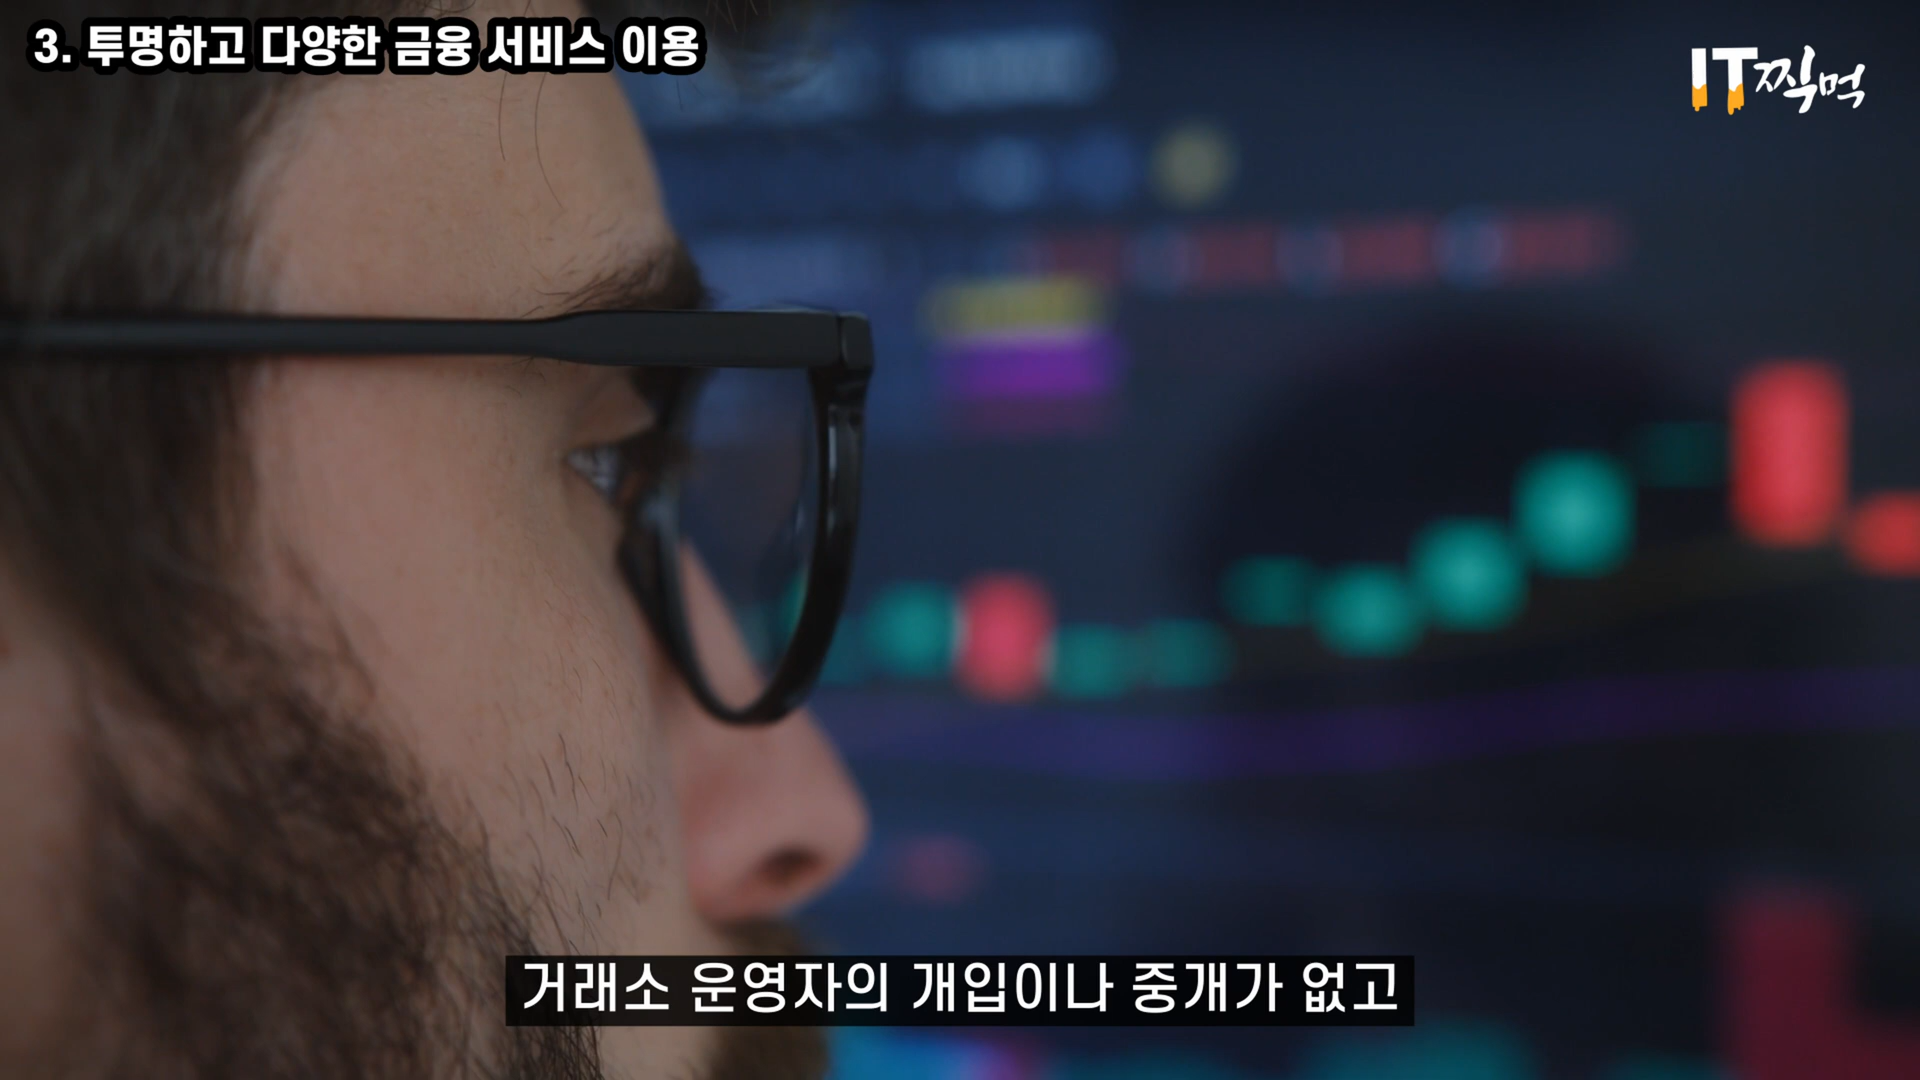 3. 투명하고 다양한 금융 서비스 이용
IT찍먹
거래소 운영자의 개입이나 중개가 없고